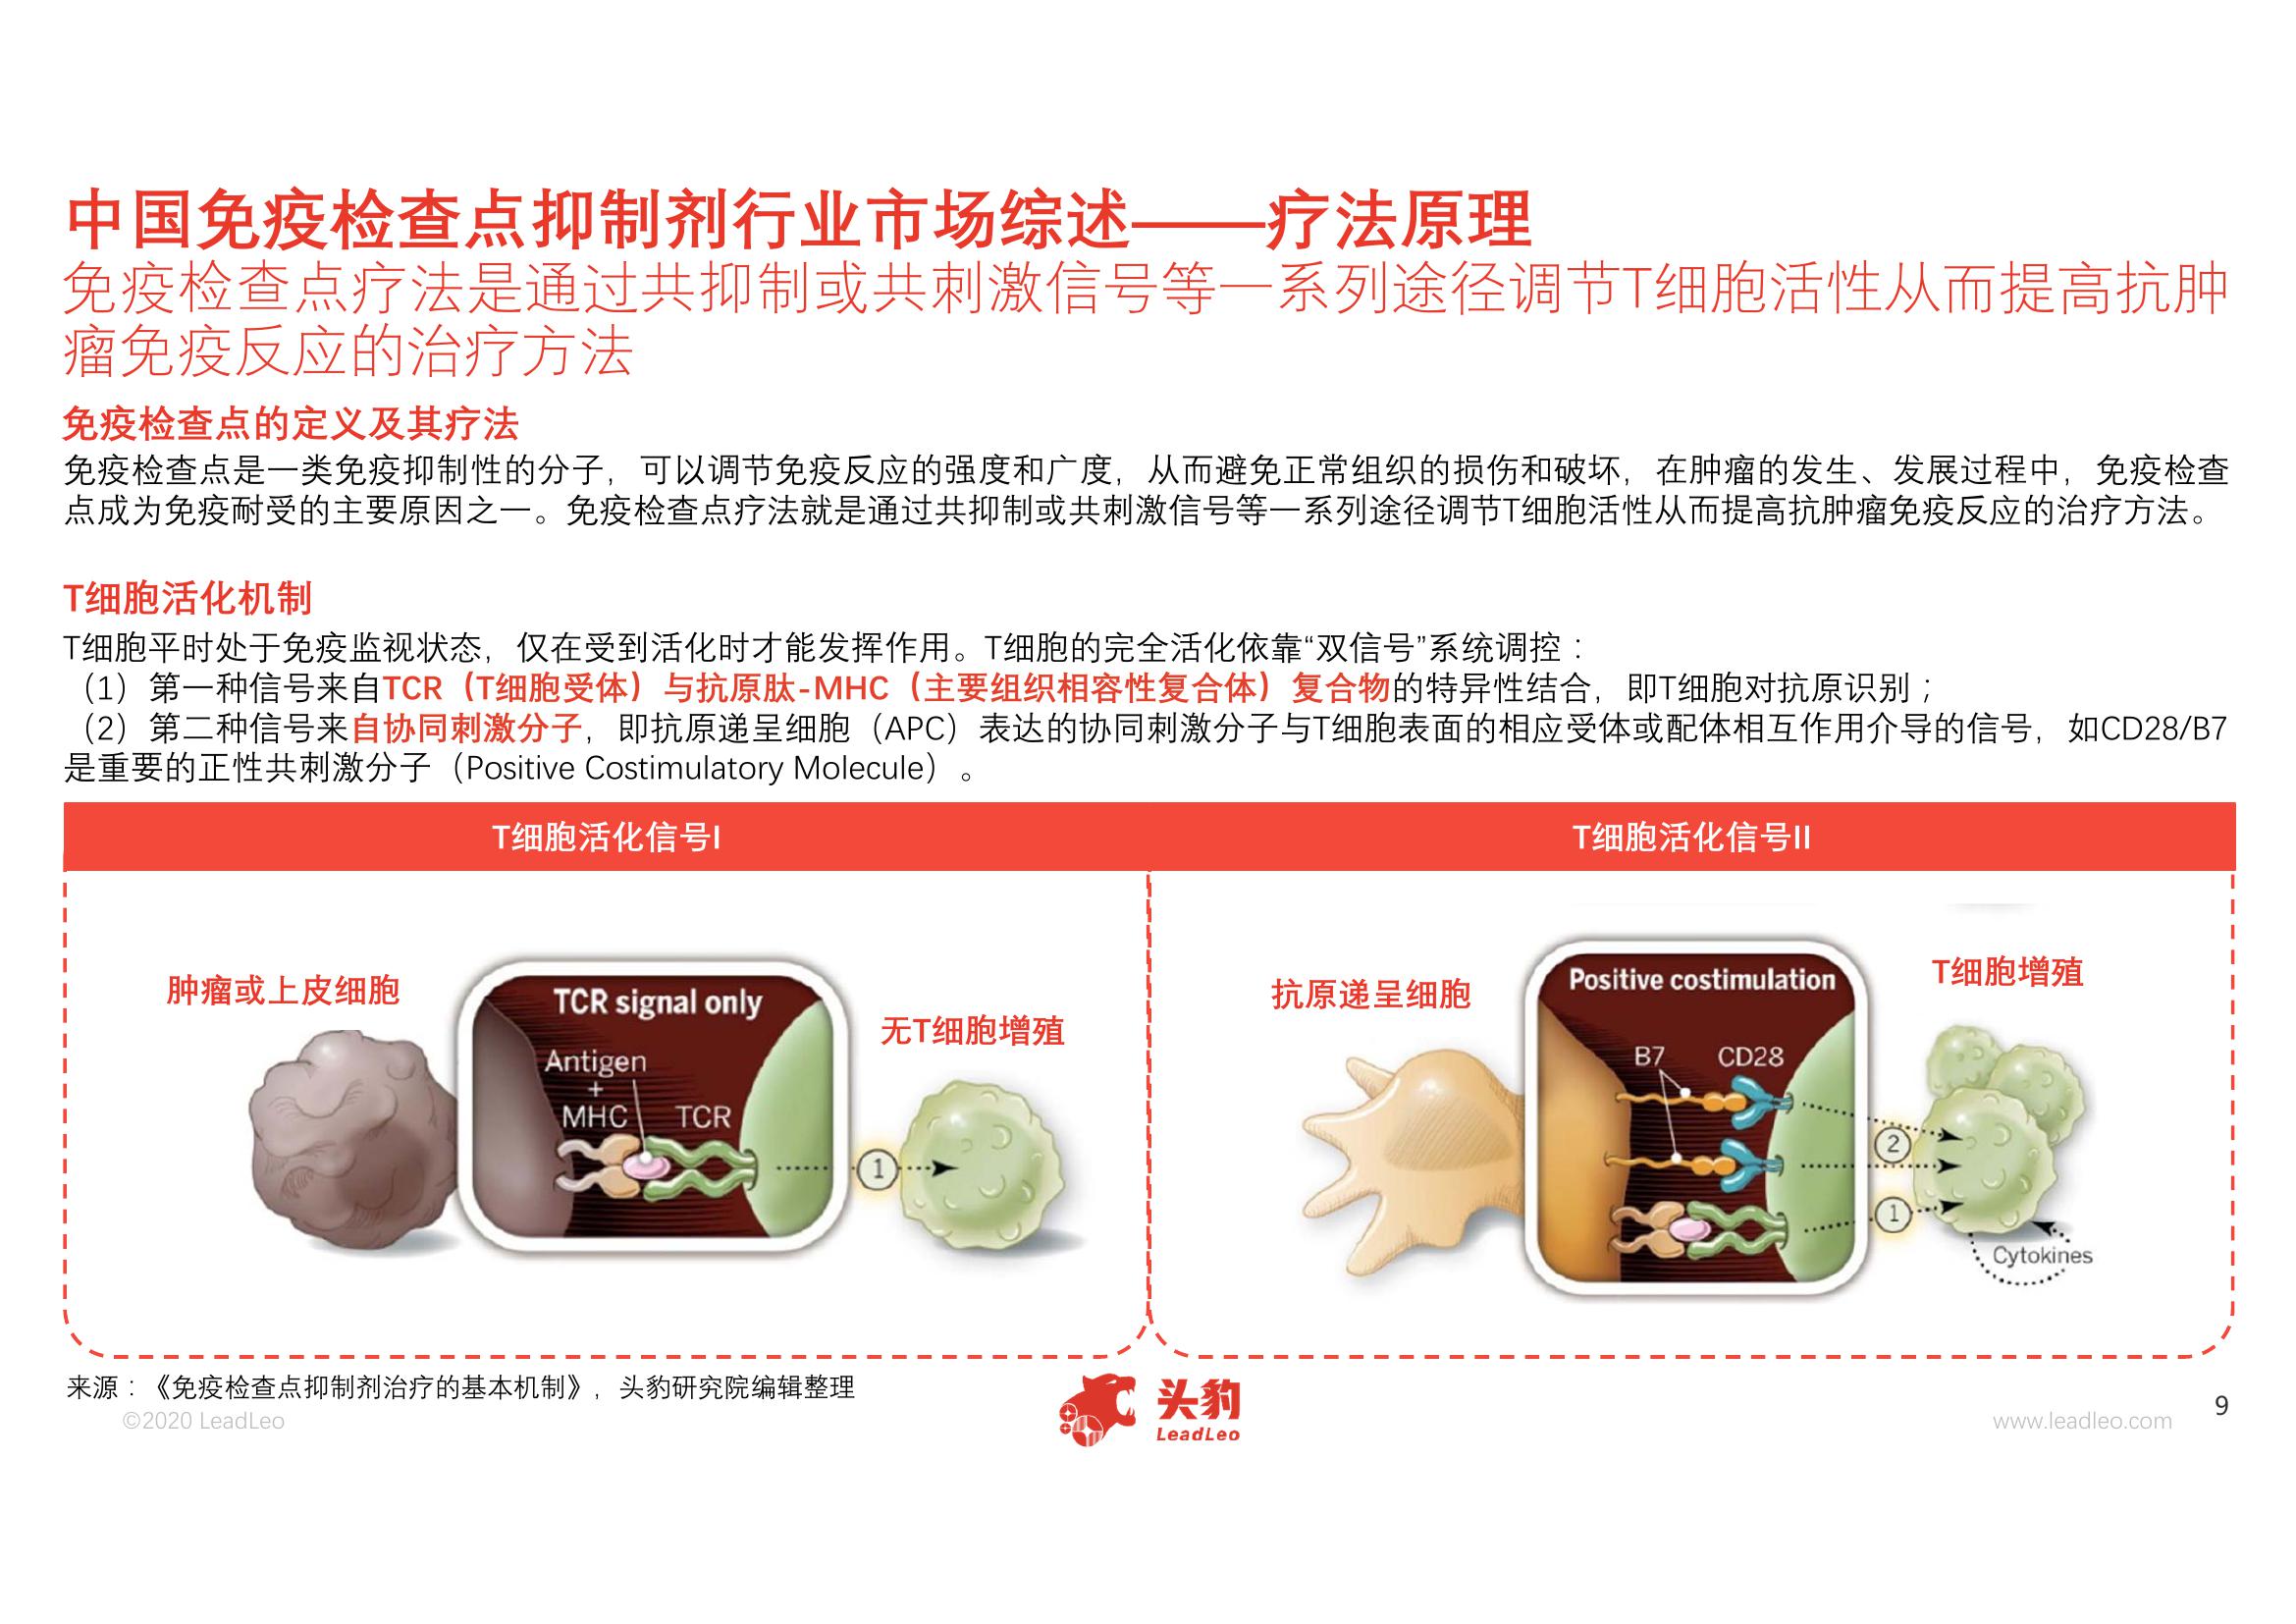 中国免疫检查点抑制剂行业市场综述——疗法原理
免疫检查点疗法是通过共抑制或共刺激信号等一系列途径调节T细胞活性从而提高抗肿
瘤免疫反应的治疗方法
免疫检查点的定义及其疗法
免疫检查点是一类免疫抑制性的分子，可以调节免疫反应的强度和广度，从而避免正常组织的损伤和破坏，在肿瘤的发生、发展过程中，免疫检查
点成为免疫耐受的主要原因之一。免疫检查点疗法就是通过共抑制或共刺激信号等一系列途径调节T细胞活性从而提高抗肿瘤免疫反应的治疗方法。
T细胞活化机制
T细胞平时处于免疫监视状态，仅在受到活化时才能发挥作用。T细胞的完全活化依靠“双信号”系统调控：
（1）第一种信号来自TCR（T细胞受体）与抗原肽-MHC（主要组织相容性复合体）复合物的特异性结合，即T细胞对抗原识别；
（2）第二种信号来自协同刺激分子，即抗原递呈细胞（APC）表达的协同刺激分子与T细胞表面的相应受体或配体相互作用介导的信号，如CD28/B7
是重要的正性共刺激分子（Positive Costimulatory Molecule）。
T细胞活化信号I
肿瘤或上皮细胞
TCR signal only
无T细胞增殖
Antigen
+
MHC
TCR
1
T细胞活化信号II
抗原递呈细胞
Positive costimulation
T细胞增殖
B7
CD28
2
1
Cytokines
来源：《免疫检查点抑制剂治疗的基本机制》，头豹研究院编辑整理
©2020 LeadLeo
头豹
LeadLeo
www.leadleo.com
9